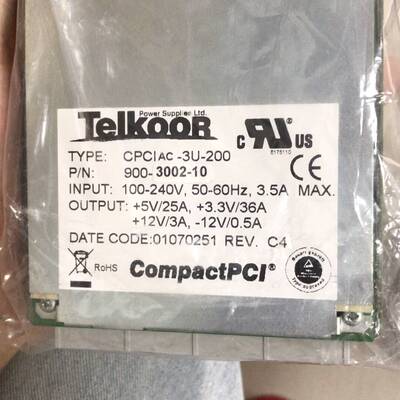 Telkoor
Power Supplies Ltd.
c RU US
E175110
TYPE: CPCIAC-3U-200
P/N: 900-3002-10
INPUT: 100-240V, 50-60Hz, 3.5A MAX.
OUTPUT: +5V/25A, +3.3V/36A
+12V/3A, -12V/0.5A
DATE CODE:01070251 REV. C4
RoHS
CompactPCI®
CE